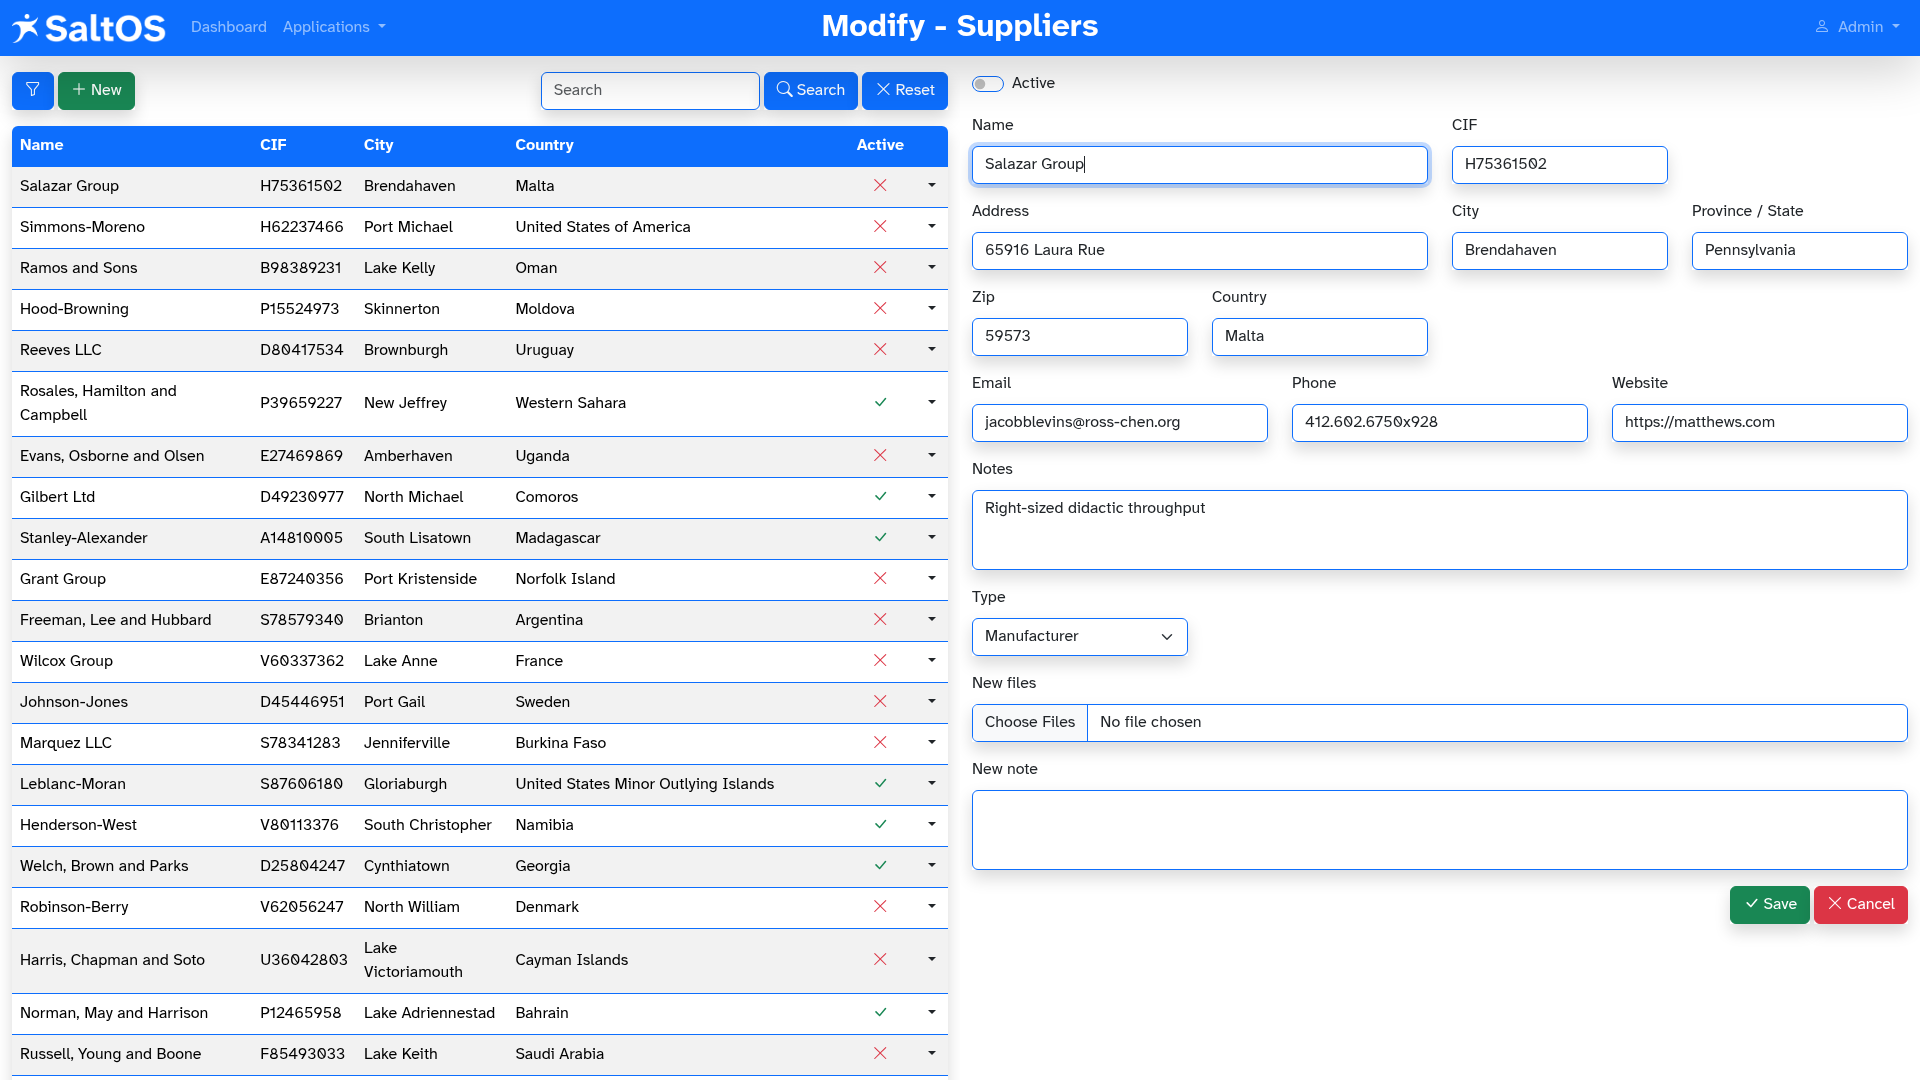 SaltOS
Dashboard Applications
Modify - Suppliers
Admin
New
Search
Search
Reset
Name CIF City Country Active
Salazar Group H75361502 Brendahaven Malta
Simmons-Moreno H62237466 Port Michael United States of America
Ramos and Sons B98389231 Lake Kelly Oman
Hood-Browning P15524973 Skinnerton Moldova
Reeves LLC D80417534 Brownburgh Uruguay
Rosales, Hamilton and
Campbell P39659227 New Jeffrey Western Sahara
Evans, Osborne and Olsen E27469869 Amberhaven Uganda
Gilbert Ltd D49230977 North Michael Comoros
Stanley-Alexander A14810005 South Lisatown Madagascar
Grant Group E87240356 Port Kristenside Norfolk Island
Freeman, Lee and Hubbard S78579340 Brianton Argentina
Wilcox Group V60337362 Lake Anne France
Johnson-Jones D45446951 Port Gail Sweden
Marquez LLC S78341283 Jenniferville Burkina Faso
Leblanc-Moran S87606180 Gloriaburgh United States Minor Outlying Islands
Henderson-West V80113376 South Christopher Namibia
Welch, Brown and Parks D25804247 Cynthiatown Georgia
Robinson-Berry V62056247 North William Denmark
Harris, Chapman and Soto U36042803 Lake
Victoriamouth Cayman Islands
Norman, May and Harrison P12465958 Lake Adriennestad Bahrain
Russell, Young and Boone F85493033 Lake Keith Saudi Arabia
Active
Name CIF
Salazar Group H75361502
Address City Province / State
65916 Laura Rue Brendahaven Pennsylvania
Zip Country
59573 Malta
Email Phone Website
jacobblevins@ross-chen.org 412.602.6750x928 https://matthews.com
Notes
Right-sized didactic throughput
Type
Manufacturer
New files
Choose Files No file chosen
New note
Save Cancel